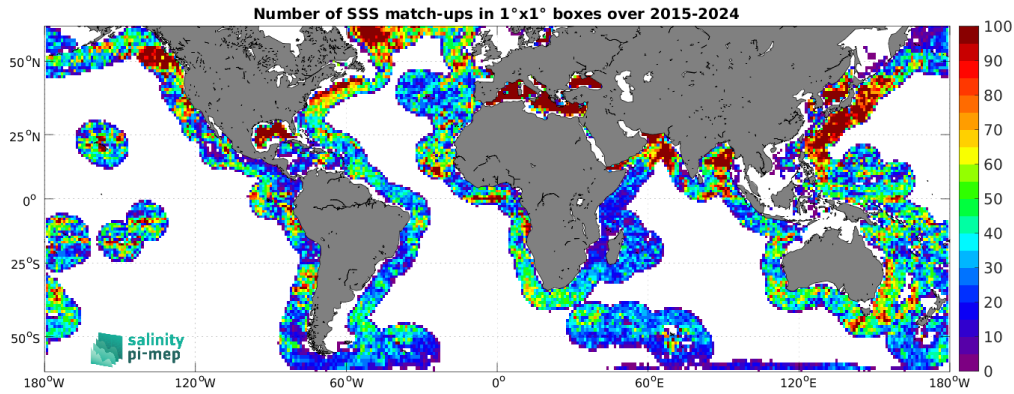 Number of SSS match-ups in 1°x1° boxes over 2015-2024
50°N
25°N
0°
25°S
50°S
180°W
120°W
60°W
0°
60°E
120°E
180°W
100
90
80
70
60
50
40
30
20
10
0
salinity
pi-mep